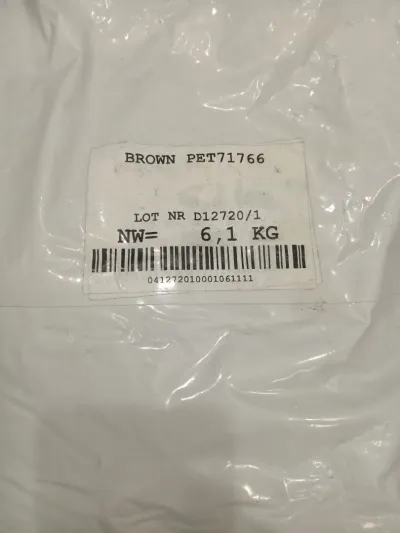 BROWN PET71766
LOT NR D12720/1
NW= 6,1 KG
041272010001061111